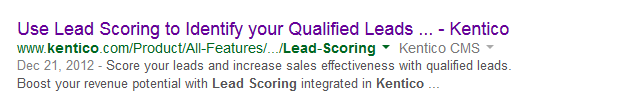 Use Lead Scoring to Identify your Qualified Leads ... - Kentico
www.kentico.com/Product/All-Features/.../Lead-Scoring Kentico CMS
Dec 21, 2012 - Score your leads and increase sales effectiveness with qualified leads.
Boost your revenue potential with Lead Scoring integrated in Kentico ...